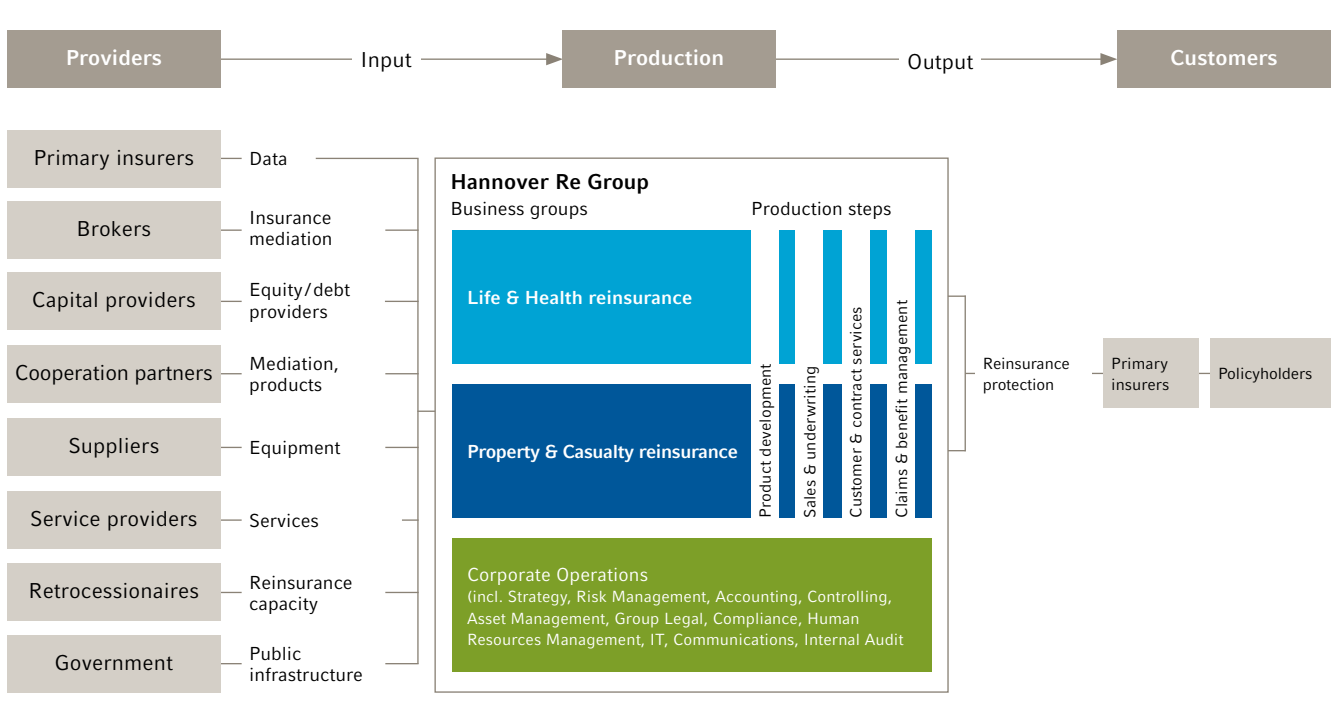 Providers
Input
Production
Output
Customers
Primary insurers
Data
Brokers
Insurance
mediation
Capital providers
Equity/debt
providers
Cooperation partners
Mediation,
products
Suppliers
Equipment
Service providers
Services
Retrocessionaires
Reinsurance
capacity
Government
Public
infrastructure
Hannover Re Group
Business groups
Production steps
Life & Health reinsurance
Property & Casualty reinsurance
Product development
Sales & underwriting
Customer & contract services
Claims & benefit management
Corporate Operations
(incl. Strategy, Risk Management, Accounting, Controlling,
Asset Management, Group Legal, Compliance, Human
Resources Management, IT, Communications, Internal Audit
Reinsurance
protection
Primary
insurers
Policyholders